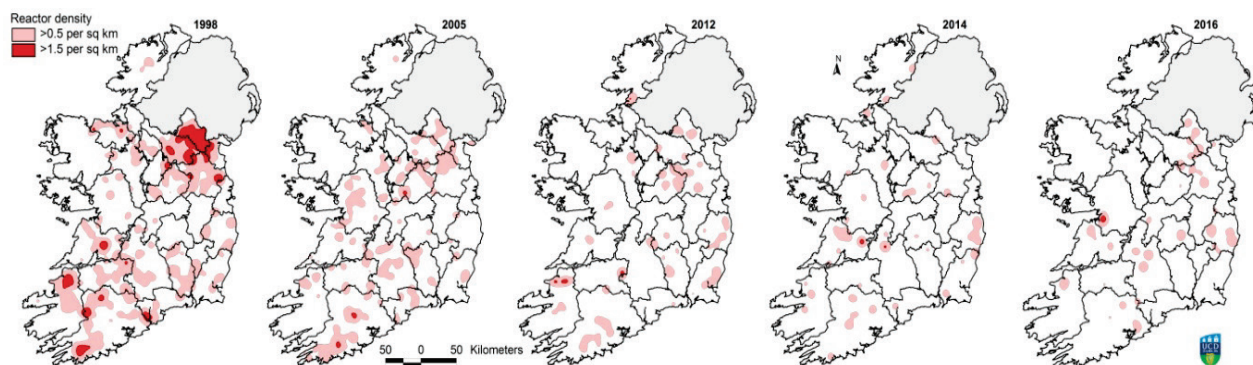 Reactor density
>0.5 per sq km
>1.5 per sq km
1998
2005
2012
2014
2016
N
50 0 50 Kilometers
UCD